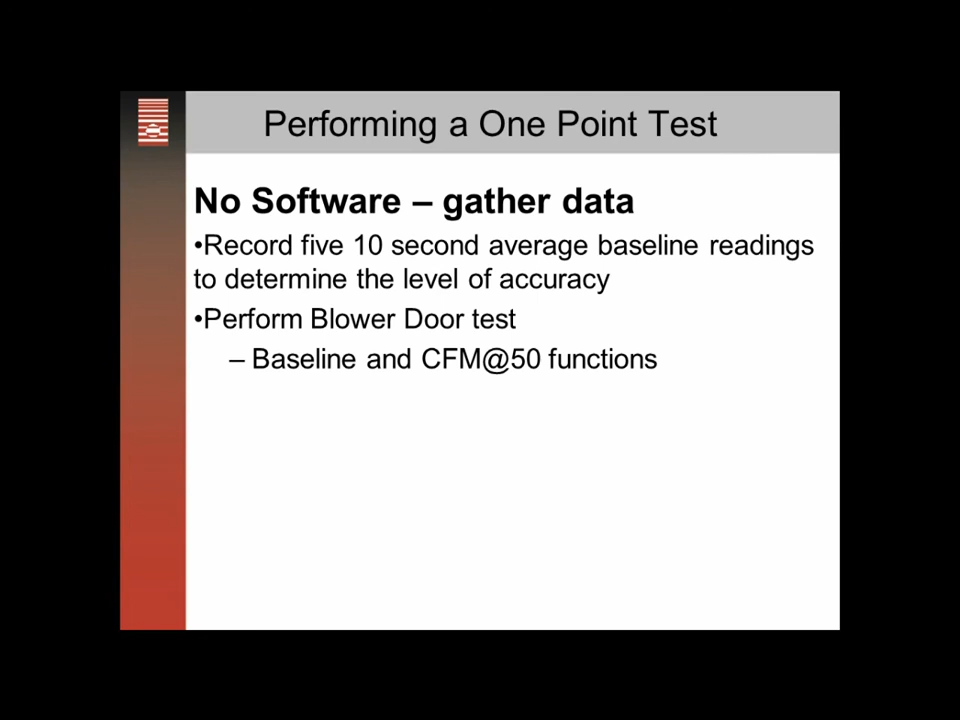 Performing a One Point Test
No Software – gather data
•Record five 10 second average baseline readings
to determine the level of accuracy
•Perform Blower Door test
– Baseline and CFM@50 functions